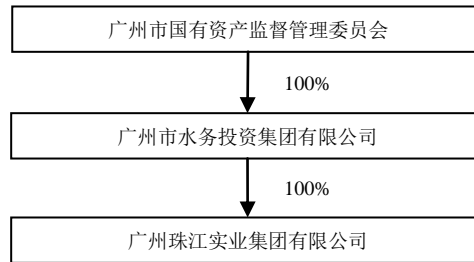 广州市国有资产监督管理委员会
100%
广州市水务投资集团有限公司
100%
广州珠江实业集团有限公司